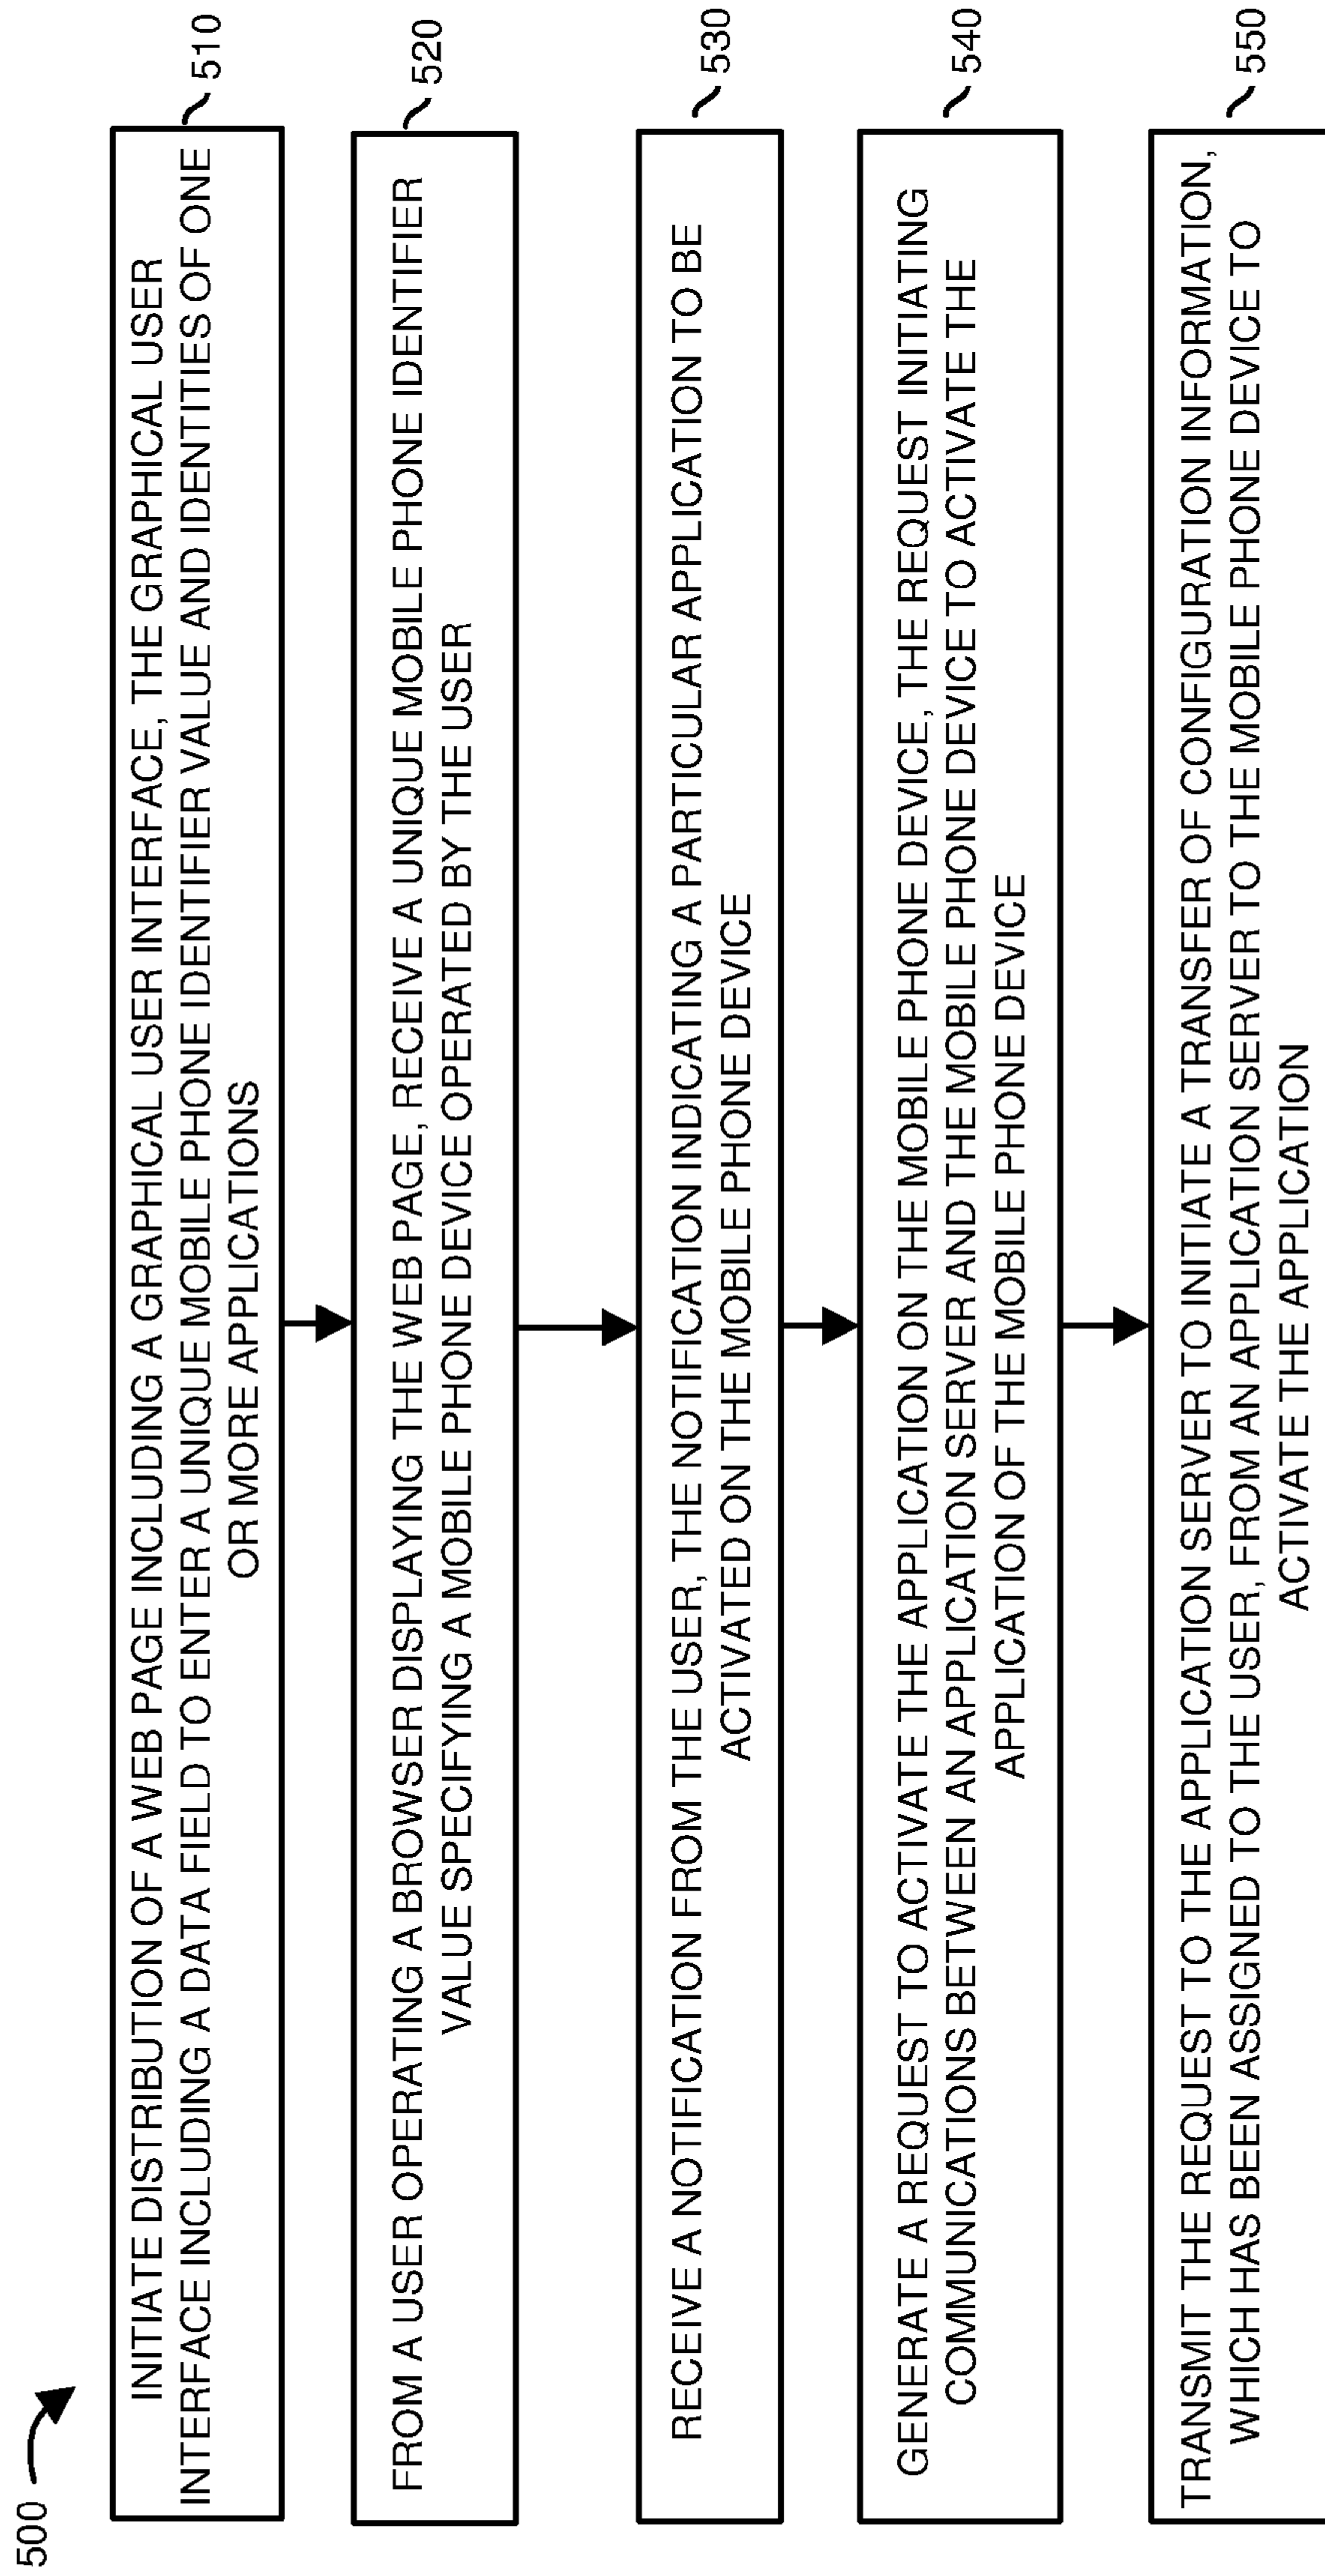 500
INITIATE DISTRIBUTION OF A WEB PAGE INCLUDING A GRAPHICAL USER INTERFACE, THE GRAPHICAL USER
INTERFACE INCLUDING A DATA FIELD TO ENTER A UNIQUE MOBILE PHONE IDENTIFIER VALUE AND IDENTITIES OF ONE
OR MORE APPLICATIONS
510
FROM A USER OPERATING A BROWSER DISPLAYING THE WEB PAGE, RECEIVE A UNIQUE MOBILE PHONE IDENTIFIER
VALUE SPECIFYING A MOBILE PHONE DEVICE OPERATED BY THE USER
520
RECEIVE A NOTIFICATION FROM THE USER, THE NOTIFICATION INDICATING A PARTICULAR APPLICATION TO BE
ACTIVATED ON THE MOBILE PHONE DEVICE
530
GENERATE A REQUEST TO ACTIVATE THE APPLICATION ON THE MOBILE PHONE DEVICE, THE REQUEST INITIATING
COMMUNICATIONS BETWEEN AN APPLICATION SERVER AND THE MOBILE PHONE DEVICE TO ACTIVATE THE
APPLICATION OF THE MOBILE PHONE DEVICE
540
TRANSMIT THE REQUEST TO THE APPLICATION SERVER TO INITIATE A TRANSFER OF CONFIGURATION INFORMATION,
WHICH HAS BEEN ASSIGNED TO THE USER, FROM AN APPLICATION SERVER TO THE MOBILE PHONE DEVICE TO
ACTIVATE THE APPLICATION
550